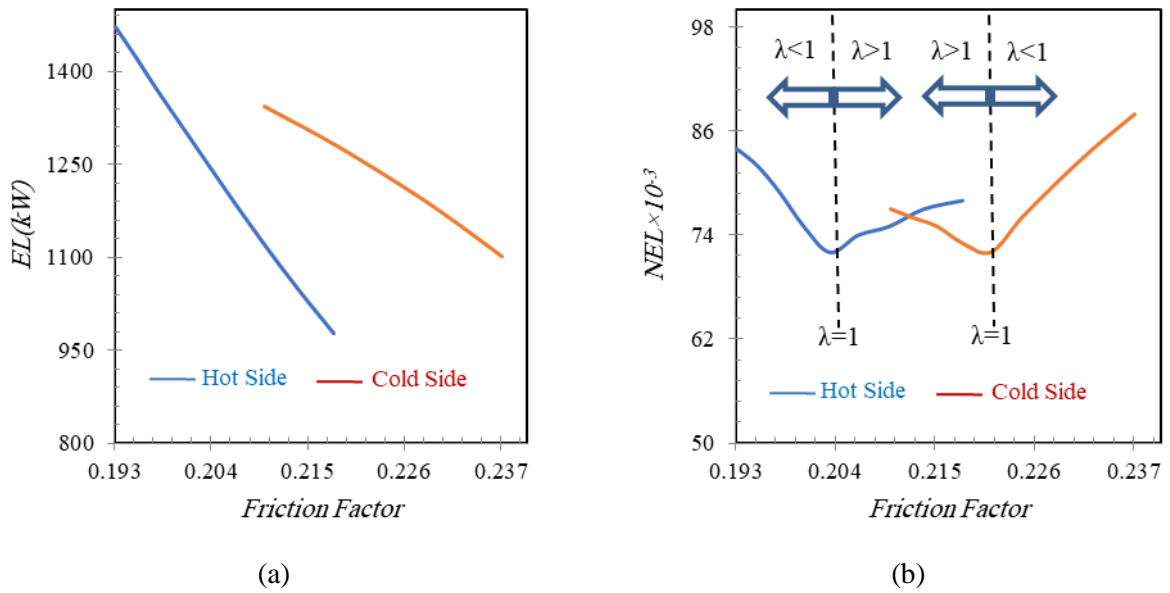 1400
1250
1100
950
800
EL(kW)
Hot Side
Cold Side
0.193
0.204
0.215
0.226
0.237
Friction Factor
(a)
98
86
74
62
50
NEL×10⁻³
λ<1
λ>1
λ>1
λ<1
λ=1
λ=1
Hot Side
Cold Side
0.193
0.204
0.215
0.226
0.237
Friction Factor
(b)